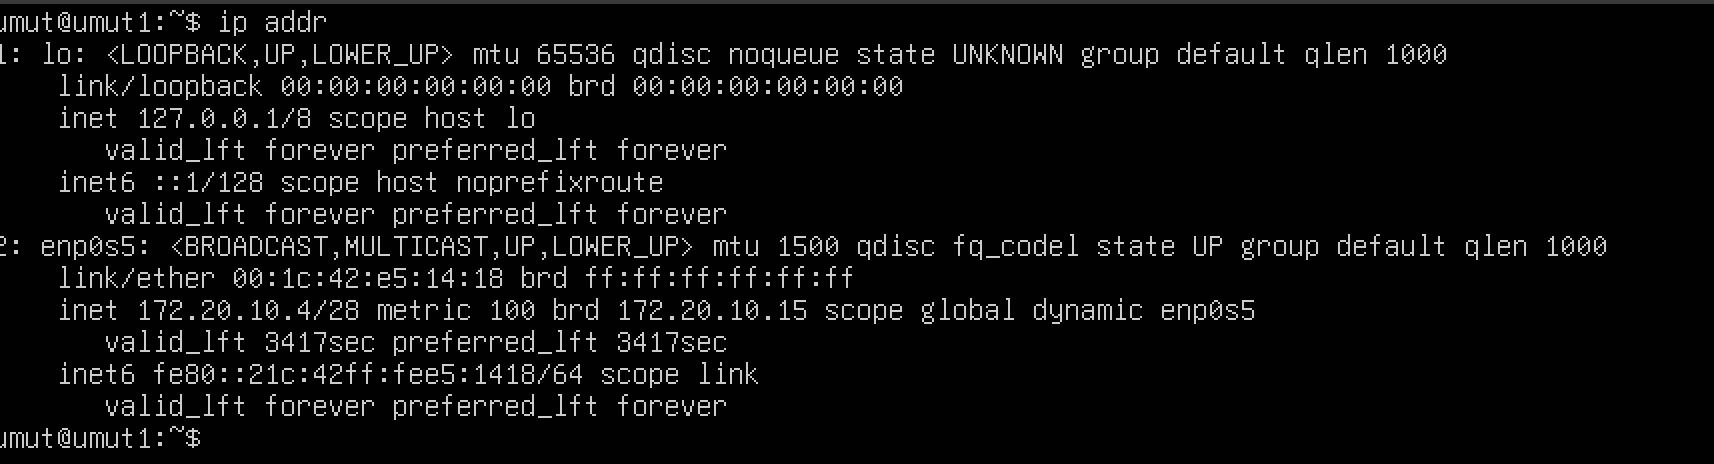 umut@umut1:~$ ip addr
1: lo: <LOOPBACK,UP,LOWER_UP> mtu 65536 qdisc noqueue state UNKNOWN group default qlen 1000
    link/loopback 00:00:00:00:00:00 brd 00:00:00:00:00:00
    inet 127.0.0.1/8 scope host lo
       valid_lft forever preferred_lft forever
    inet6 ::1/128 scope host noprefixroute
       valid_lft forever preferred_lft forever
2: enp0s5: <BROADCAST,MULTICAST,UP,LOWER_UP> mtu 1500 qdisc fq_codel state UP group default qlen 1000
    link/ether 00:1c:42:e5:14:18 brd ff:ff:ff:ff:ff:ff
    inet 172.20.10.4/28 metric 100 brd 172.20.10.15 scope global dynamic enp0s5
       valid_lft 3417sec preferred_lft 3417sec
    inet6 fe80::21c:42ff:fee5:1418/64 scope link
       valid_lft forever preferred_lft forever
umut@umut1:~$